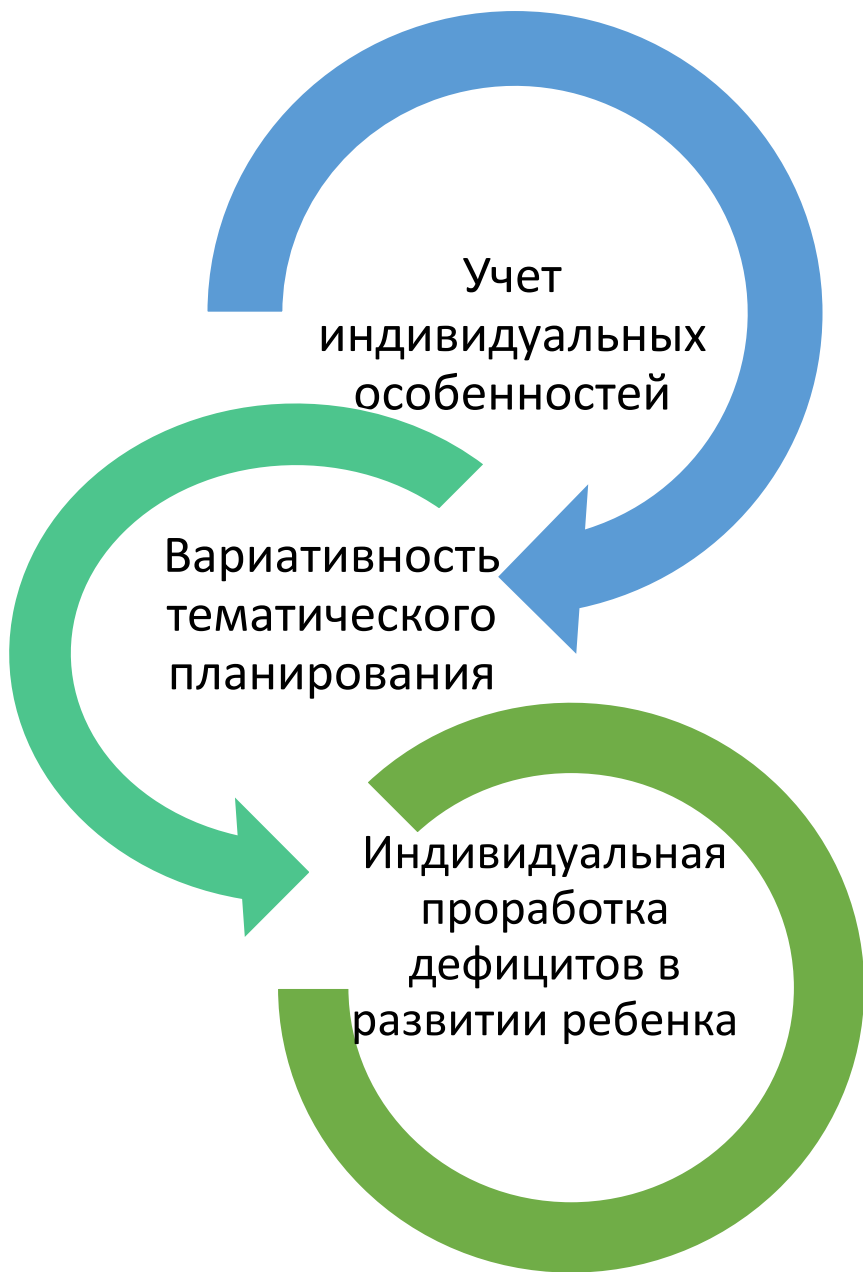 Учет
индивидуальных
особенностей
Вариативность
тематического
планирования
Индивидуальная
проработка
дефицитов в
развитии ребенка